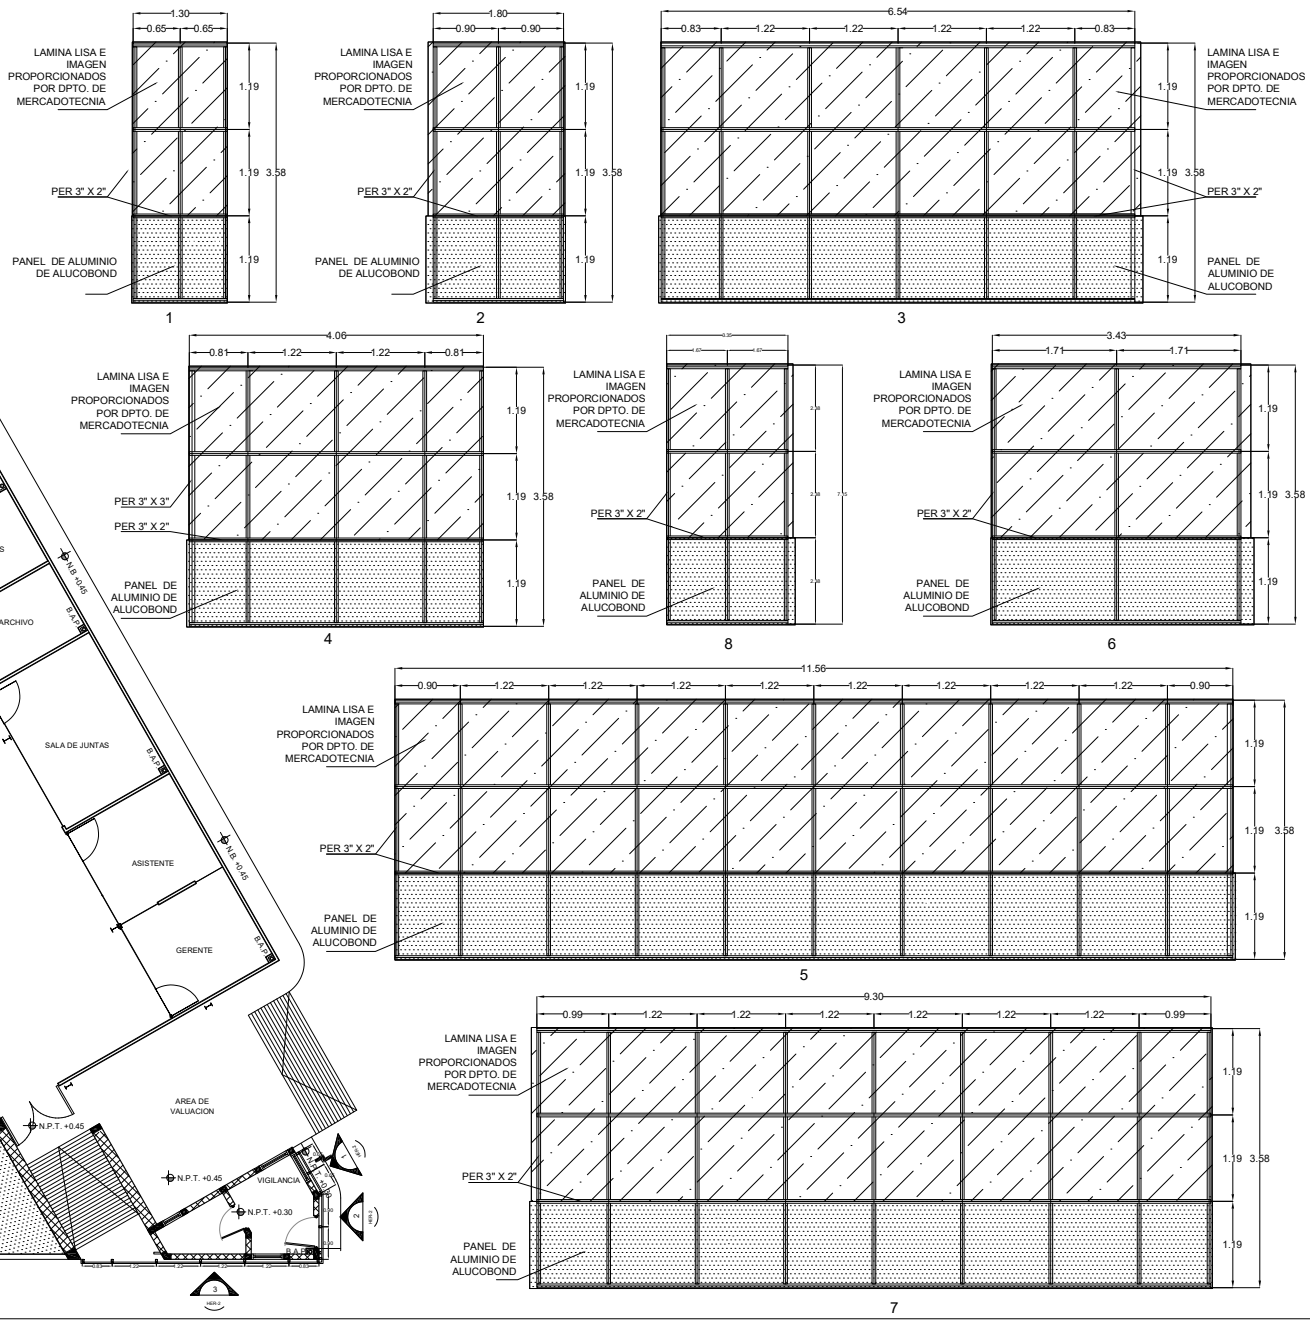 1.30
0.65 0.65
LAMINA LISA E
IMAGEN
PROPORCIONADOS
POR DPTO. DE
MERCADOTECNIA
PER 3" X 2"
PANEL DE ALUMINIO
DE ALUCOBOND
1.19
1.19 3.58
1.19
1
1.80
0.90 0.90
LAMINA LISA E
IMAGEN
PROPORCIONADOS
POR DPTO. DE
MERCADOTECNIA
PER 3" X 2"
PANEL DE ALUMINIO
DE ALUCOBOND
1.19
1.19 3.58
1.19
2
6.54
0.83 1.22 1.22 1.22 1.22 0.83
1.19
1.19 3.58
1.19
LAMINA LISA E
IMAGEN
PROPORCIONADOS
POR DPTO. DE
MERCADOTECNIA
PER 3" X 2"
PANEL DE
ALUMINIO DE
ALUCOBOND
3
4.06
0.81 1.22 1.22 0.81
LAMINA LISA E
IMAGEN
PROPORCIONADOS
POR DPTO. DE
MERCADOTECNIA
PER 3" X 3"
PER 3" X 2"
PANEL DE
ALUMINIO DE
ALUCOBOND
1.19
1.19 3.58
1.19
4
LAMINA LISA E
IMAGEN
PROPORCIONADOS
POR DPTO. DE
MERCADOTECNIA
PER 3" X 2"
PANEL DE
ALUMINIO DE
ALUCOBOND
8
3.43
1.71 1.71
LAMINA LISA E
IMAGEN
PROPORCIONADOS
POR DPTO. DE
MERCADOTECNIA
PER 3" X 2"
PANEL DE
ALUMINIO DE
ALUCOBOND
1.19
1.19 3.58
1.19
6
11.56
0.90 1.22 1.22 1.22 1.22 1.22 1.22 1.22 1.22 0.90
LAMINA LISA E
IMAGEN
PROPORCIONADOS
POR DPTO. DE
MERCADOTECNIA
PER 3" X 2"
PANEL DE
ALUMINIO DE
ALUCOBOND
1.19
1.19 3.58
1.19
5
9.30
0.99 1.22 1.22 1.22 1.22 1.22 1.22 0.99
LAMINA LISA E
IMAGEN
PROPORCIONADOS
POR DPTO. DE
MERCADOTECNIA
PER 3" X 2"
PANEL DE
ALUMINIO DE
ALUCOBOND
1.19
1.19 3.58
1.19
7
S
N.B. +0.45
ARCHIVO
B.A.P
SALA DE JUNTAS
B.A.P
ASISTENTE
N.B. +0.45
GERENTE
B.A.P
AREA DE
VALUACION
N.P.T. +0.45
N.P.T. +0.45
VIGILANCIA
N.P.T. +0.30
1
HER-2
2
HER-2
3
HER-2